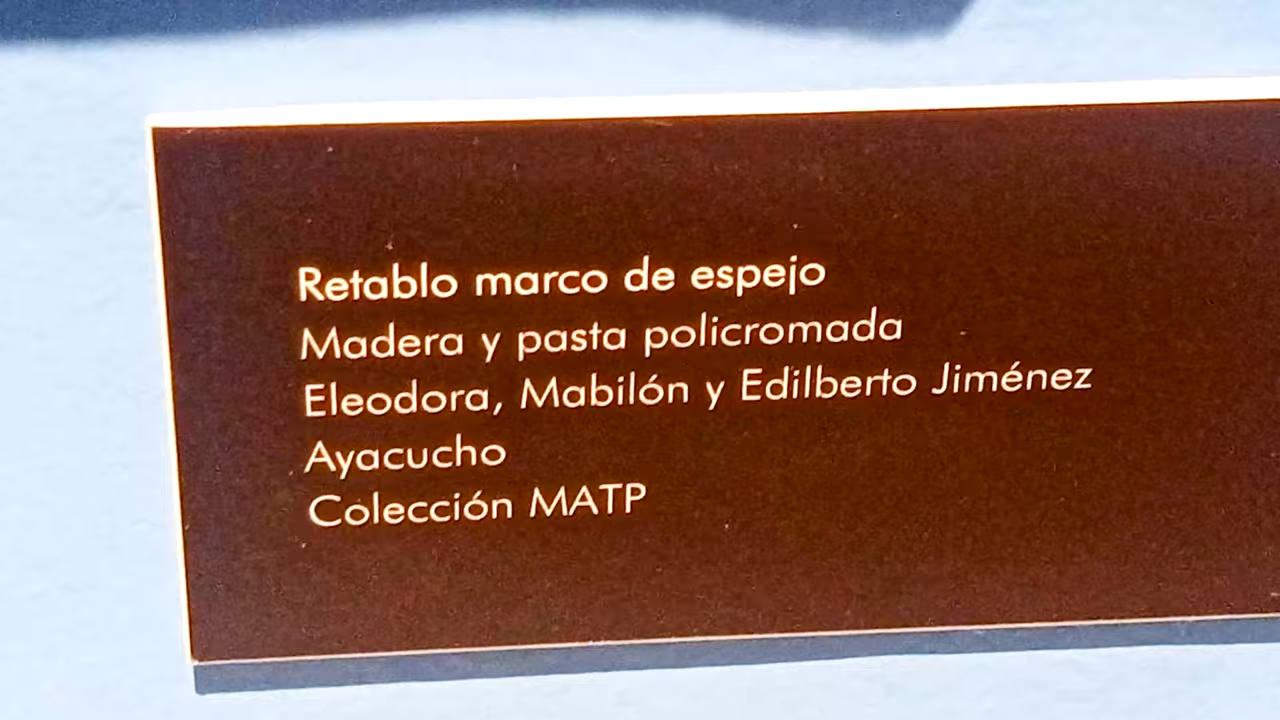 Retablo marco de espejo
Madera y pasta policromada
Eleodora, Mabilón y Edilberto Jiménez
Ayacucho
Colección MATP